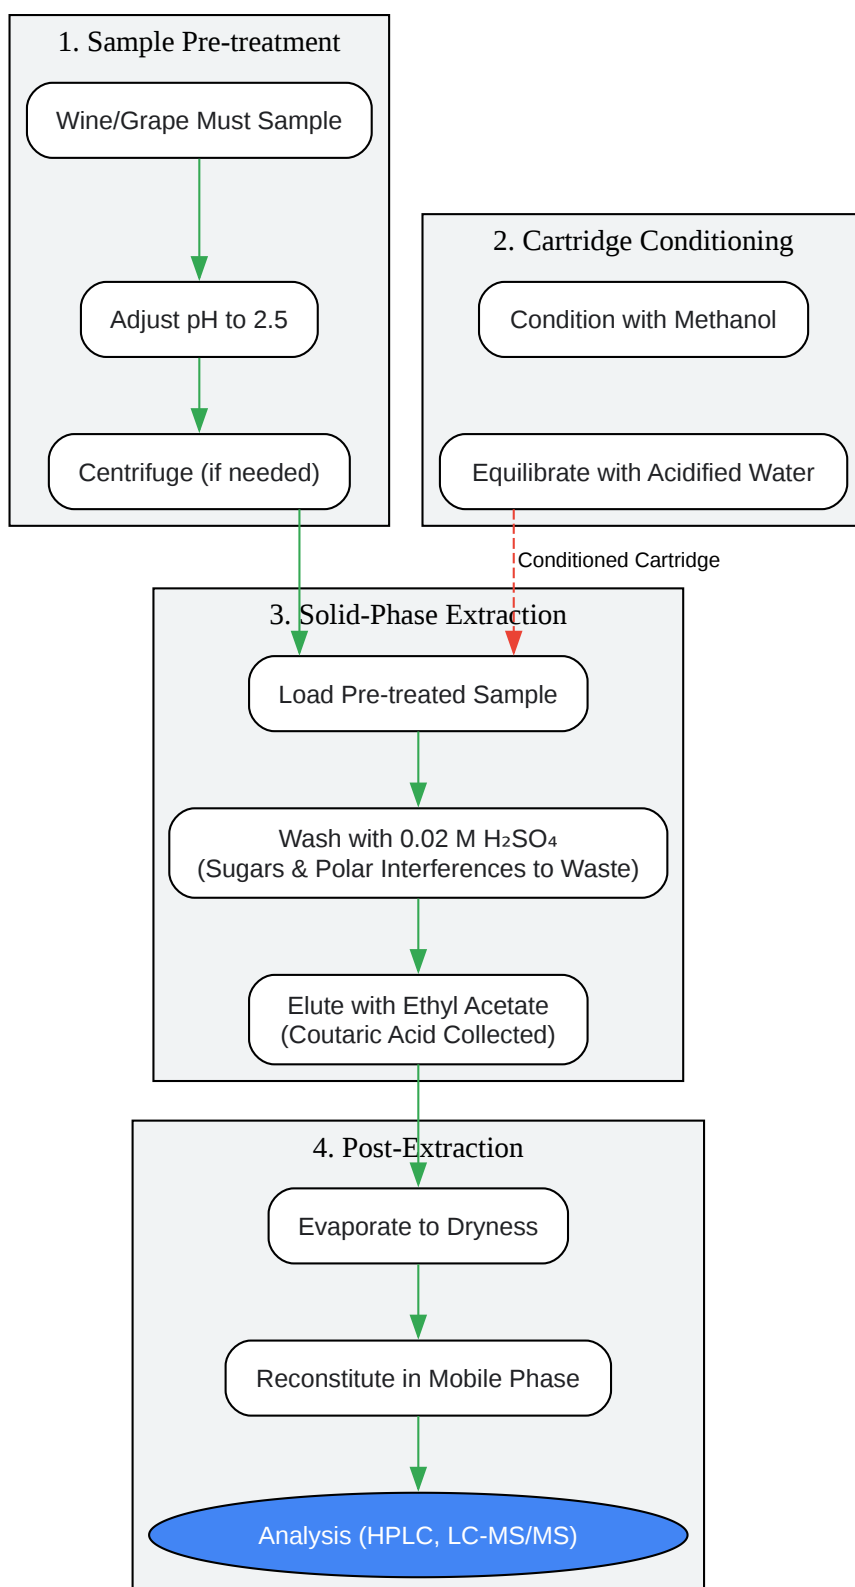 1. Sample Pre-treatment
Wine/Grape Must Sample
Adjust pH to 2.5
Centrifuge (if needed)
2. Cartridge Conditioning
Condition with Methanol
Equilibrate with Acidified Water
Conditioned Cartridge
3. Solid-Phase Extraction
Load Pre-treated Sample
Wash with 0.02 M H₂SO₄
(Sugars & Polar Interferences to Waste)
Elute with Ethyl Acetate
(Coutaric Acid Collected)
4. Post-Extraction
Evaporate to Dryness
Reconstitute in Mobile Phase
Analysis (HPLC, LC-MS/MS)